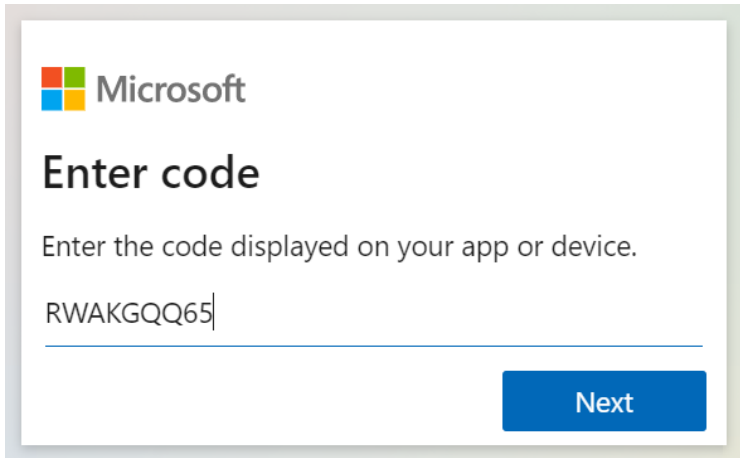 Microsoft
Enter code
Enter the code displayed on your app or device.
RWAKGQQ65
Next